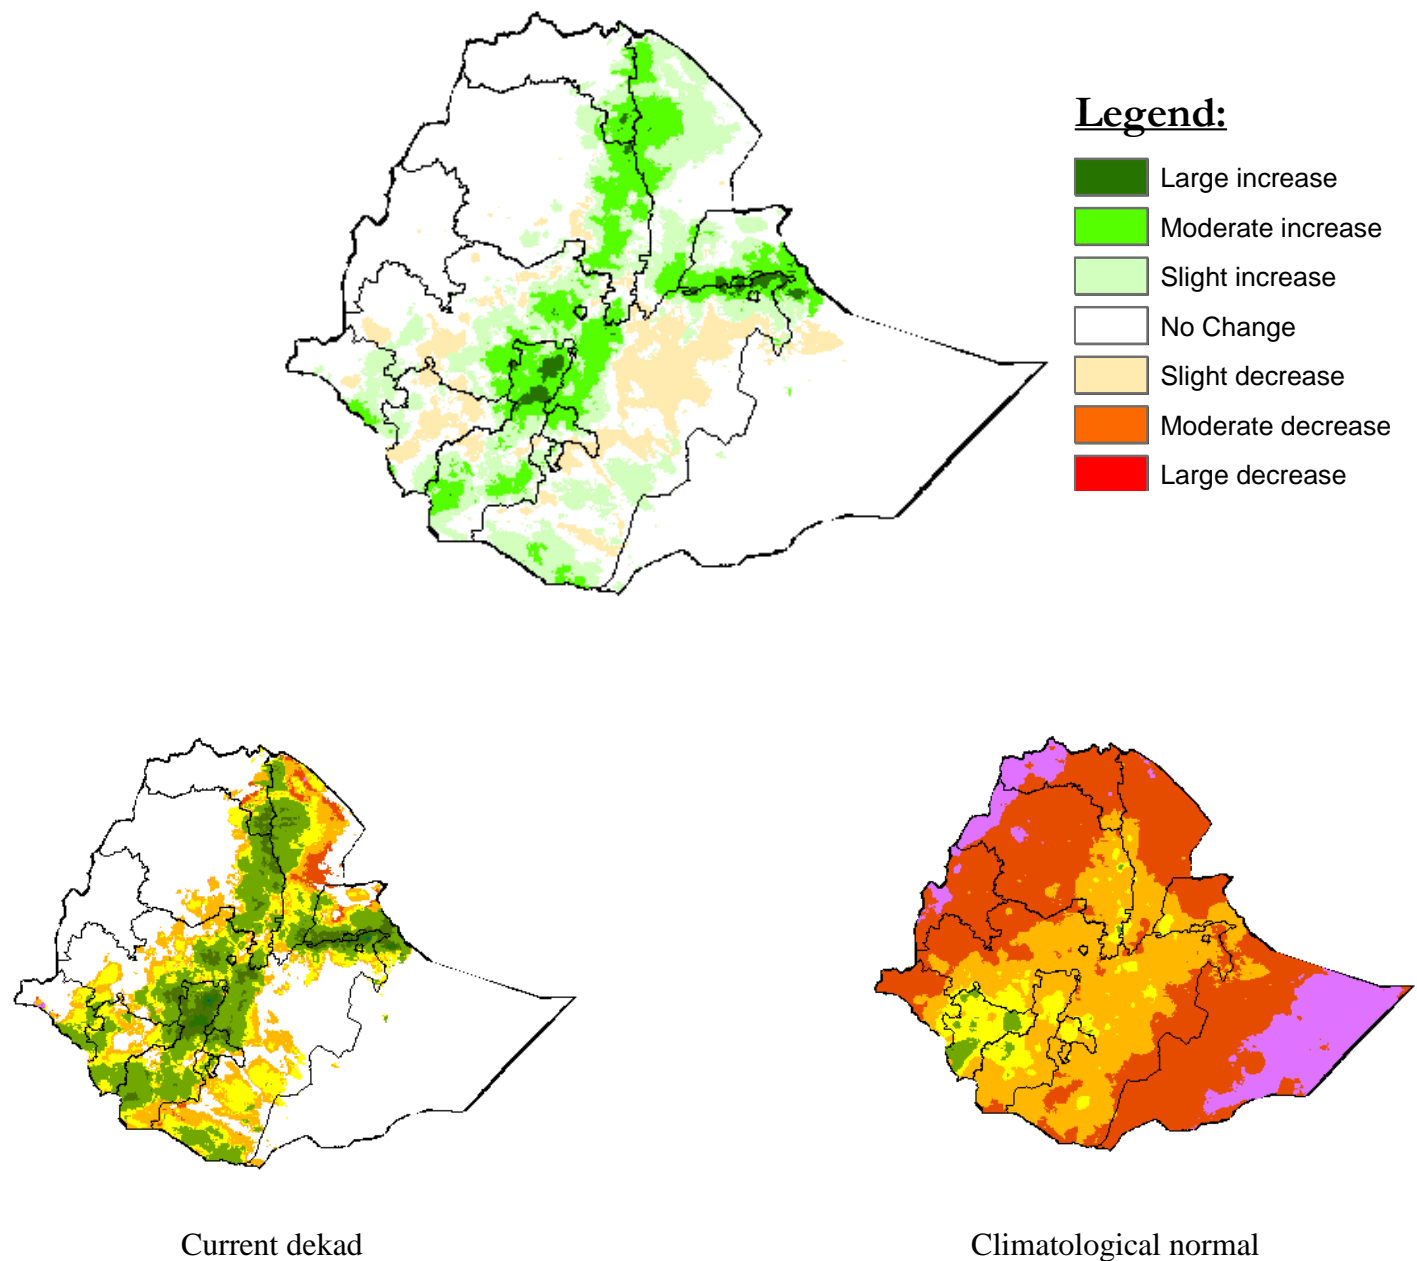 Legend:
Large increase
Moderate increase
Slight increase
No Change
Slight decrease
Moderate decrease
Large decrease
Current dekad
Climatological normal